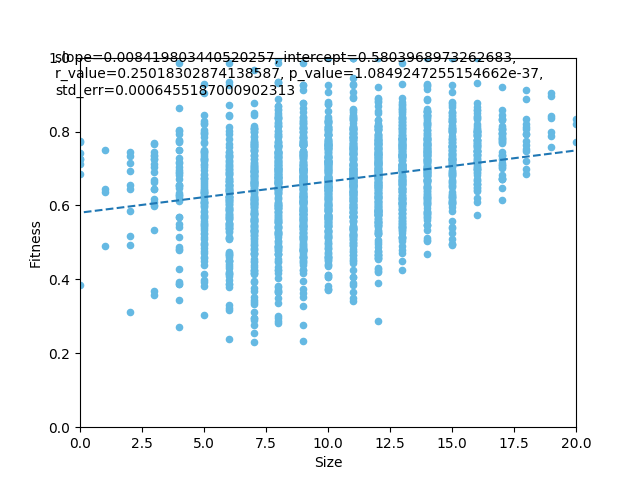 slope=0.008419803440520257, intercept=0.5803968973262683,
r_value=0.25018302874138587, p_value=1.0849247255154662e-37,
std_err=0.0006455187000902313
1.0
0.8
0.6
0.4
0.2
0.0
Fitness
0.0 2.5 5.0 7.5 10.0 12.5 15.0 17.5 20.0
Size